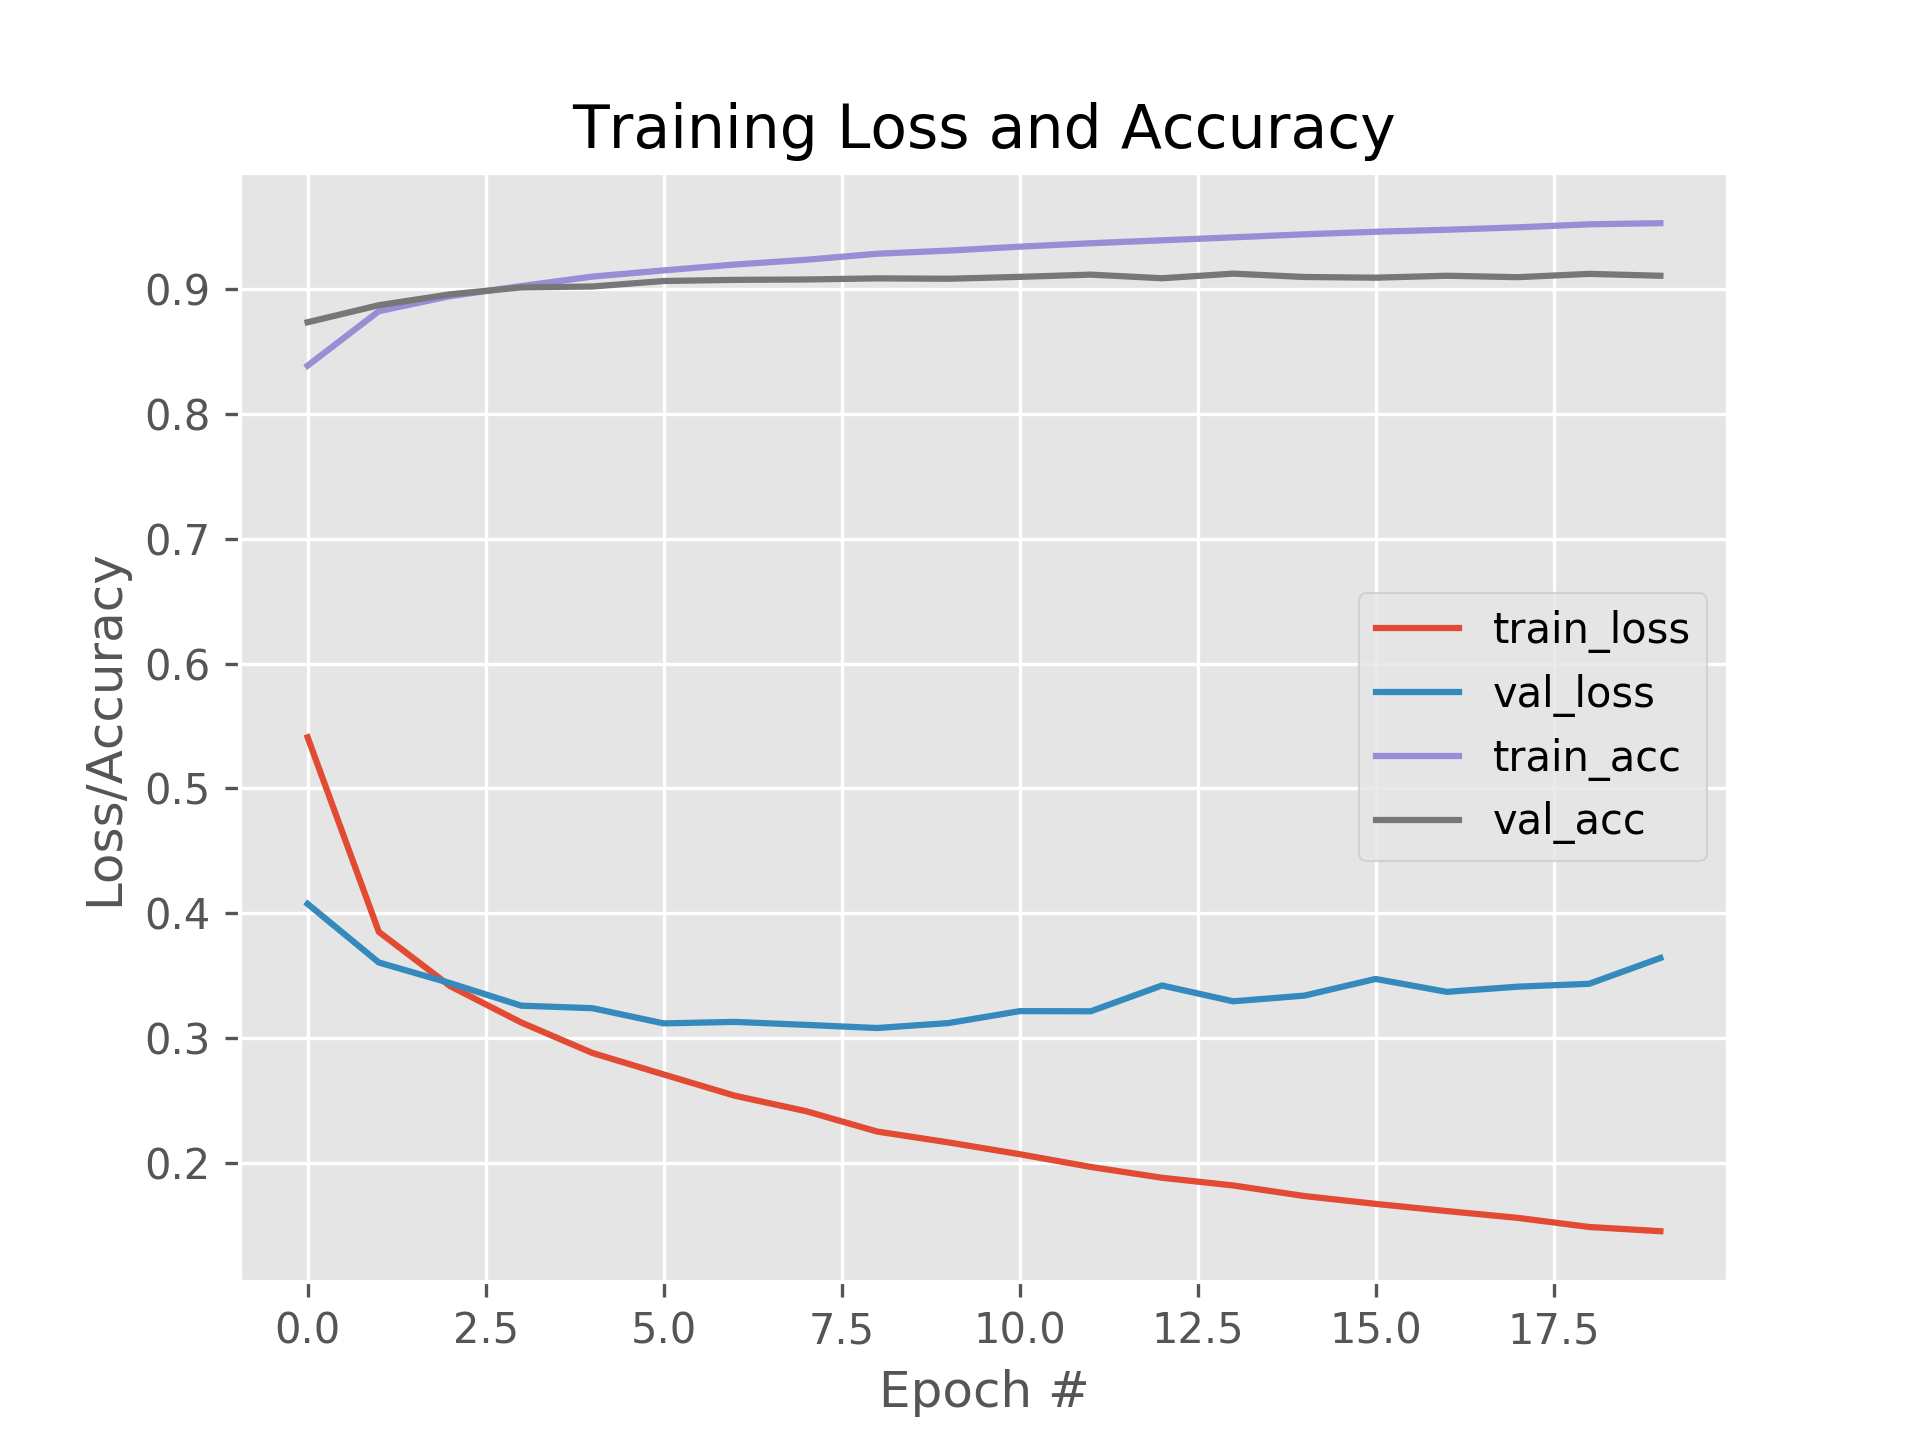 Training Loss and Accuracy
Loss/Accuracy
0.9
0.8
0.7
0.6
0.5
0.4
0.3
0.2
train_loss
val_loss
train_acc
val_acc
0.0 2.5 5.0 7.5 10.0 12.5 15.0 17.5
Epoch #